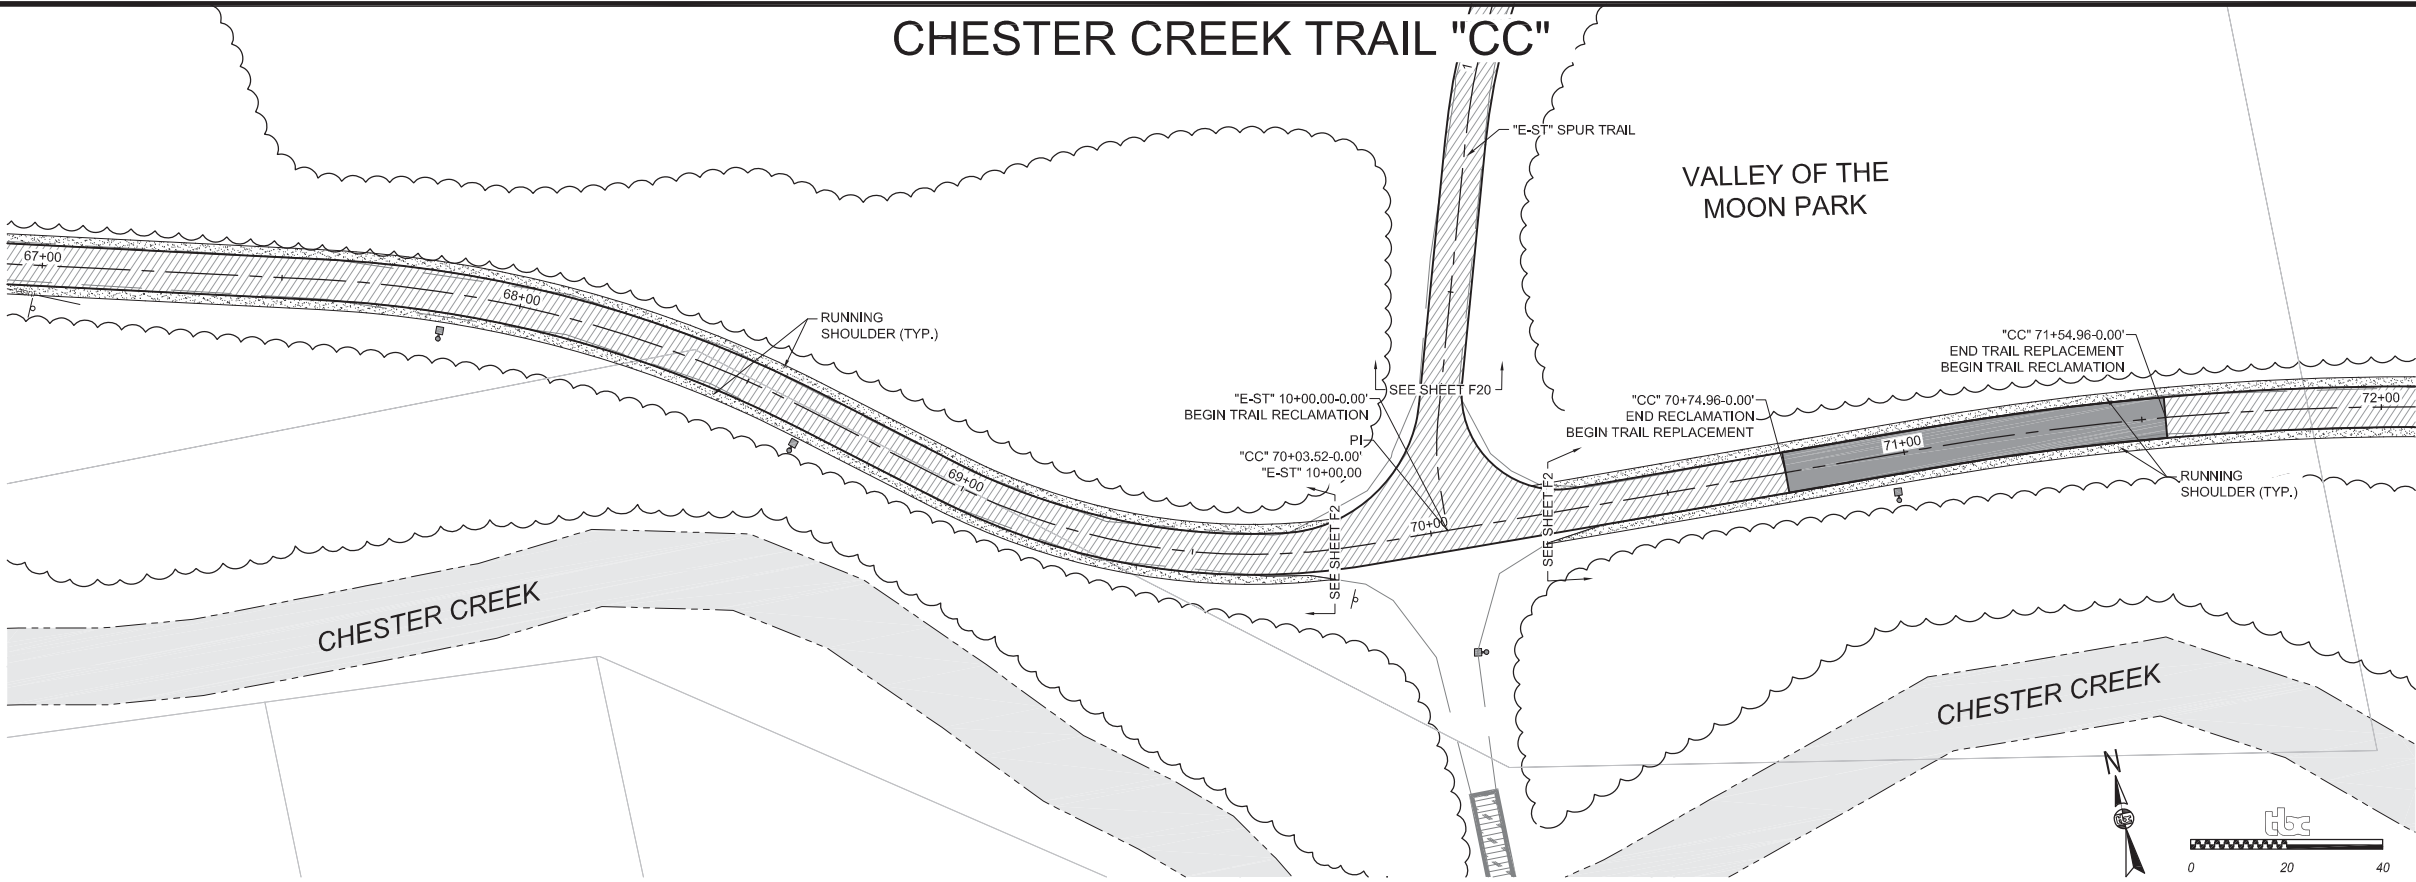 CHESTER CREEK TRAIL "CC"
1
"E-ST" SPUR TRAIL
VALLEY OF THE
MOON PARK
67+00
68+00
RUNNING
SHOULDER (TYP.)
69+00
"E-ST" 10+00.00-0.00'
BEGIN TRAIL RECLAMATION
SEE SHEET F20
PI
"CC" 70+03.52-0.00'
"E-ST" 10+00.00
SEE SHEET F2
70+00
SEE SHEET F2
"CC" 70+74.96-0.00'
END RECLAMATION
BEGIN TRAIL REPLACEMENT
"CC" 71+54.96-0.00'
END TRAIL REPLACEMENT
BEGIN TRAIL RECLAMATION
71+00
72+00
RUNNING
SHOULDER (TYP.)
CHESTER CREEK
CHESTER CREEK
N
tbc
0 20 40